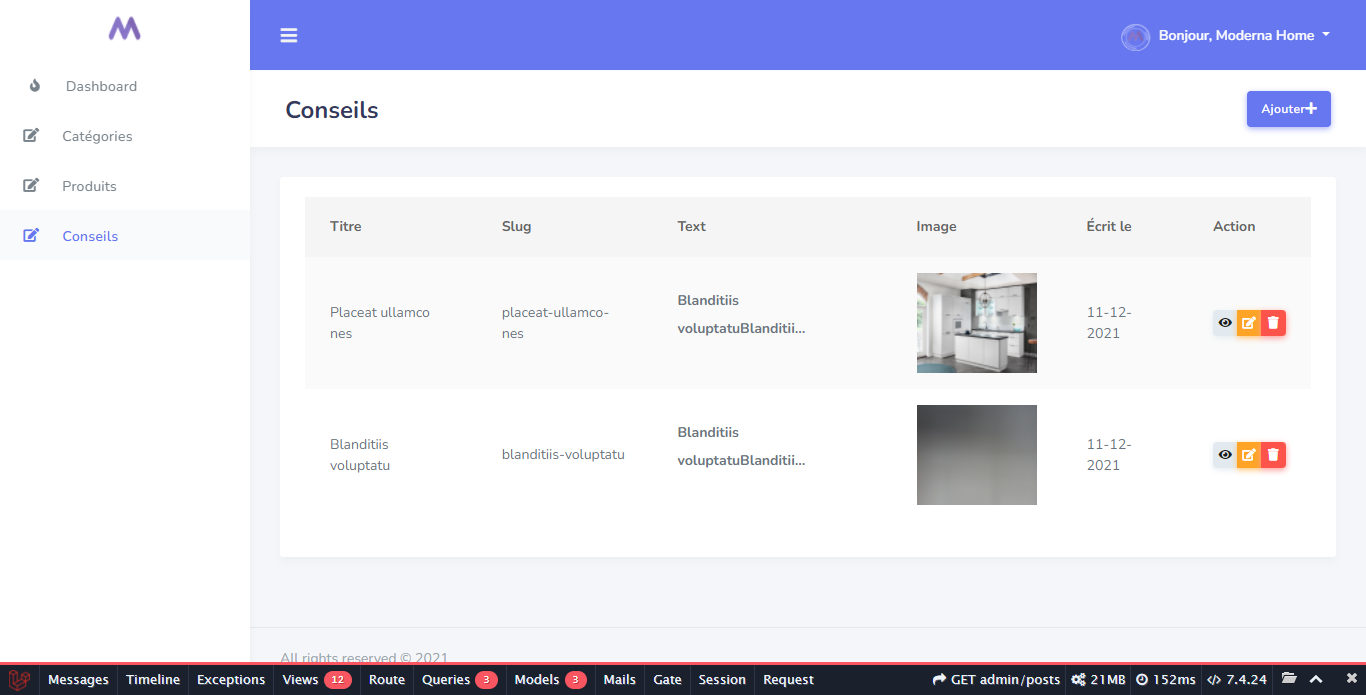 Bonjour, Moderna Home
Dashboard
Catégories
Produits
Conseils
Conseils
Ajouter
Titre Slug Text Image Écrit le Action
Placeat ullamco
nes
placeat-ullamco-
nes
Blanditiis
voluptatuBlanditii...
11-12-
2021
Blanditiis
voluptatu
blanditiis-voluptatu
Blanditiis
voluptatuBlanditii...
11-12-
2021
All rights reserved © 2021
Messages Timeline Exceptions Views 12 Route Queries 3 Models 3 Mails Gate Session Request GET admin/posts 21MB 152ms 7.4.24